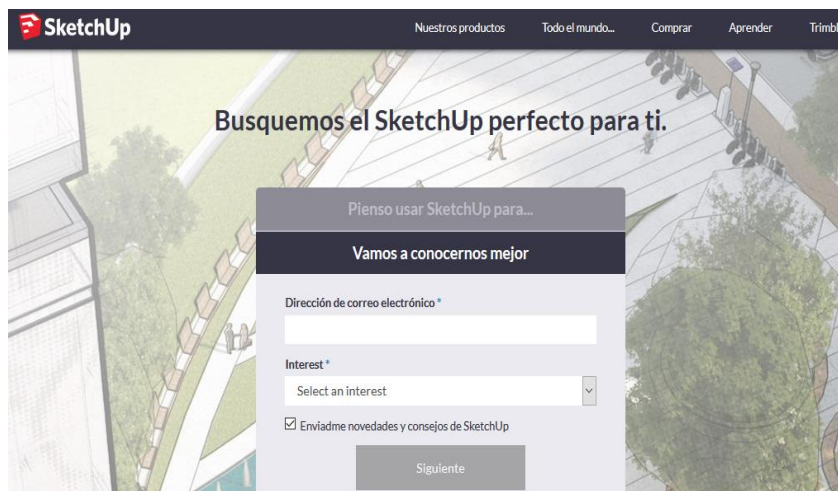 SketchUp
Nuestros productos Todo el mundo... Comprar Aprender
Busquemos el SketchUp perfecto para ti.
Pienso usar SketchUp para...
Vamos a conocernos mejor
Dirección de correo electrónico *
Interest *
Select an interest
Enviadme novedades y consejos de SketchUp
Siguiente